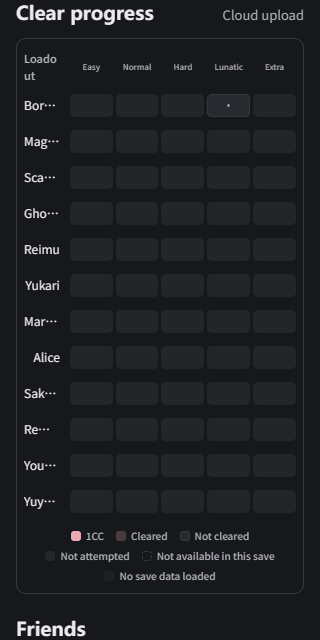 Clear progress Cloud upload
Loado
ut Easy Normal Hard Lunatic Extra
Bor···
Mag···
Sca···
Gho···
Reimu
Yukari
Mar···
Alice
Sak···
Re···
You···
Yuy···
1CC Cleared Not cleared
Not attempted Not available in this save
No save data loaded
Friends